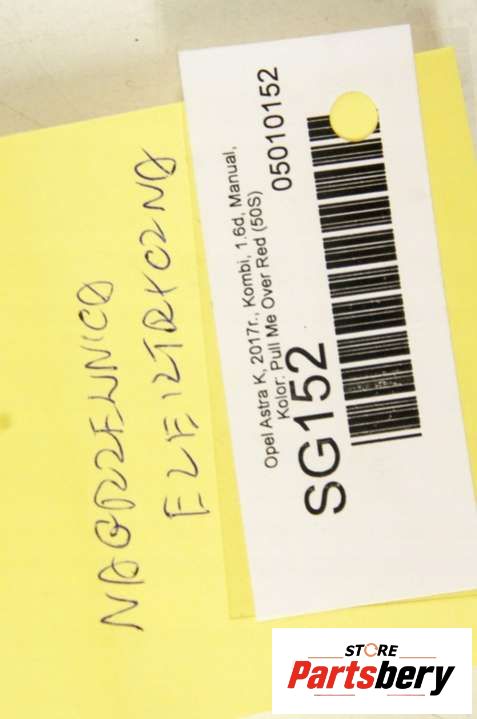 NAGRZEWNICA
ELEKTRYCZNA
Opel Astra K, 2017r., Kombi, 1.6d, Manual,
Kolor: Pull Me Over Red (50S)
SG152
05010152
STORE
Partsbery